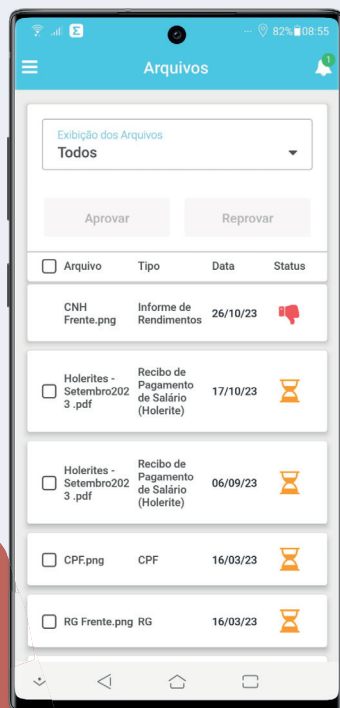 82% 08:55
Arquivos
1
Exibição dos Arquivos
Todos
Aprovar Reprovar
Arquivo Tipo Data Status
CNH
Frente.png
Informe de
Rendimentos
26/10/23
Holerites -
Setembro202
3 .pdf
Recibo de
Pagamento
de Salário
(Holerite)
17/10/23
Holerites -
Setembro202
3 .pdf
Recibo de
Pagamento
de Salário
(Holerite)
06/09/23
CPF.png CPF 16/03/23
RG Frente.png RG 16/03/23